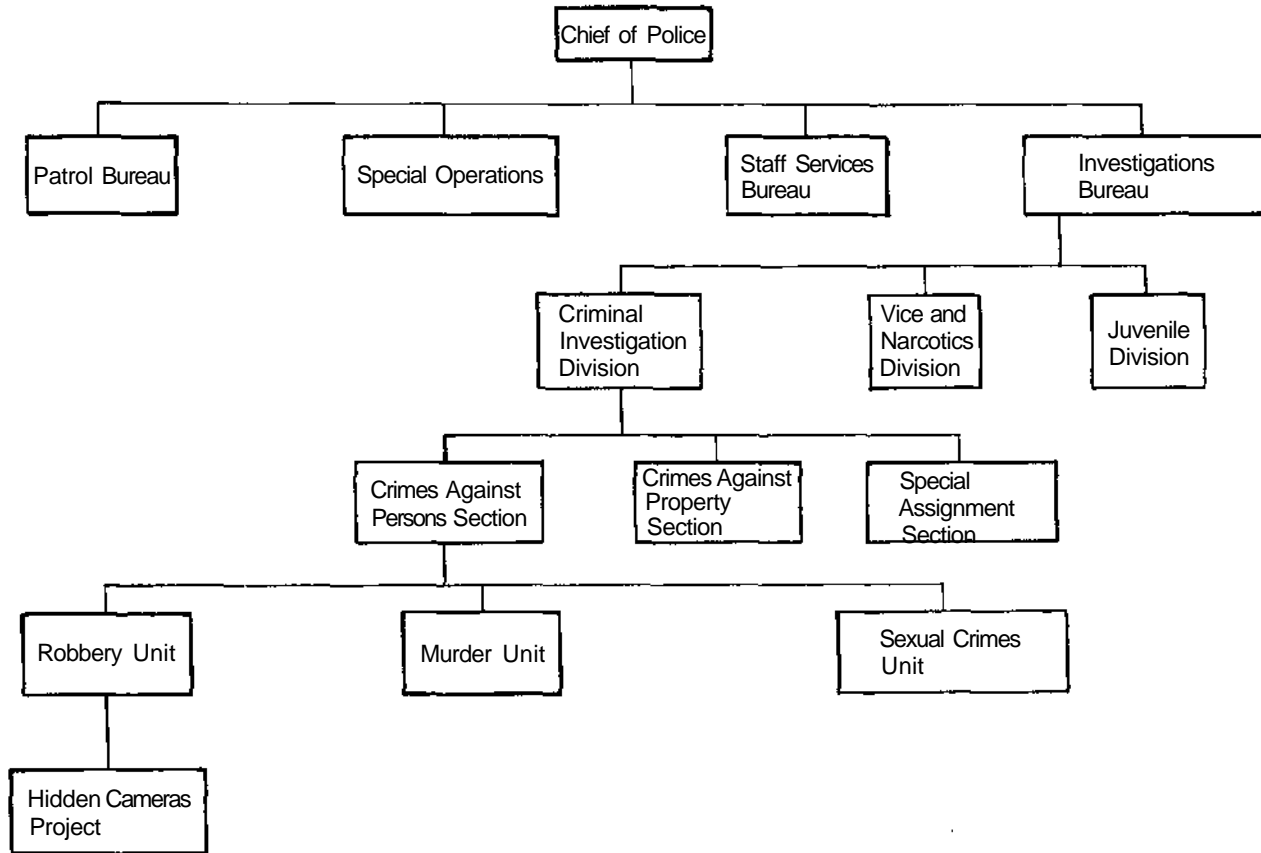 Chief of Police
Patrol Bureau
Special Operations
Staff Services
Bureau
Investigations
Bureau
Criminal
Investigation
Division
Vice and
Narcotics
Division
Juvenile
Division
Crimes Against
Persons Section
Crimes Against
Property
Section
Special
Assignment
Section
Robbery Unit
Murder Unit
Sexual Crimes
Unit
Hidden Cameras
Project